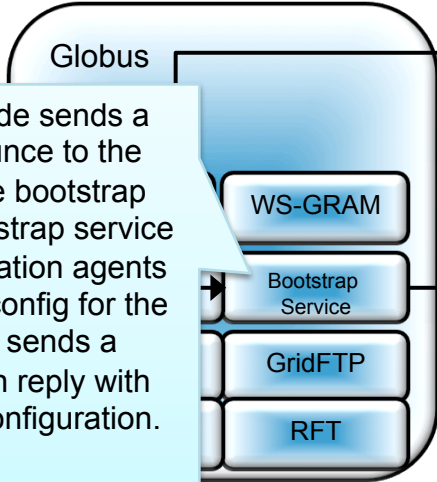 Globus
de sends a
unce to the
e bootstrap
strap service
ation agents
config for the
sends a
n reply with
onfiguration.
WS-GRAM
Bootstrap
Service
GridFTP
RFT